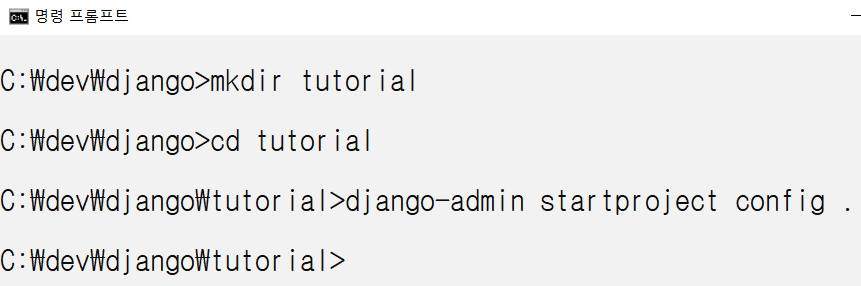 명령 프롬프트
C:₩dev₩django>mkdir tutorial
C:₩dev₩django>cd tutorial
C:₩dev₩django₩tutorial>django-admin startproject config .
C:₩dev₩django₩tutorial>